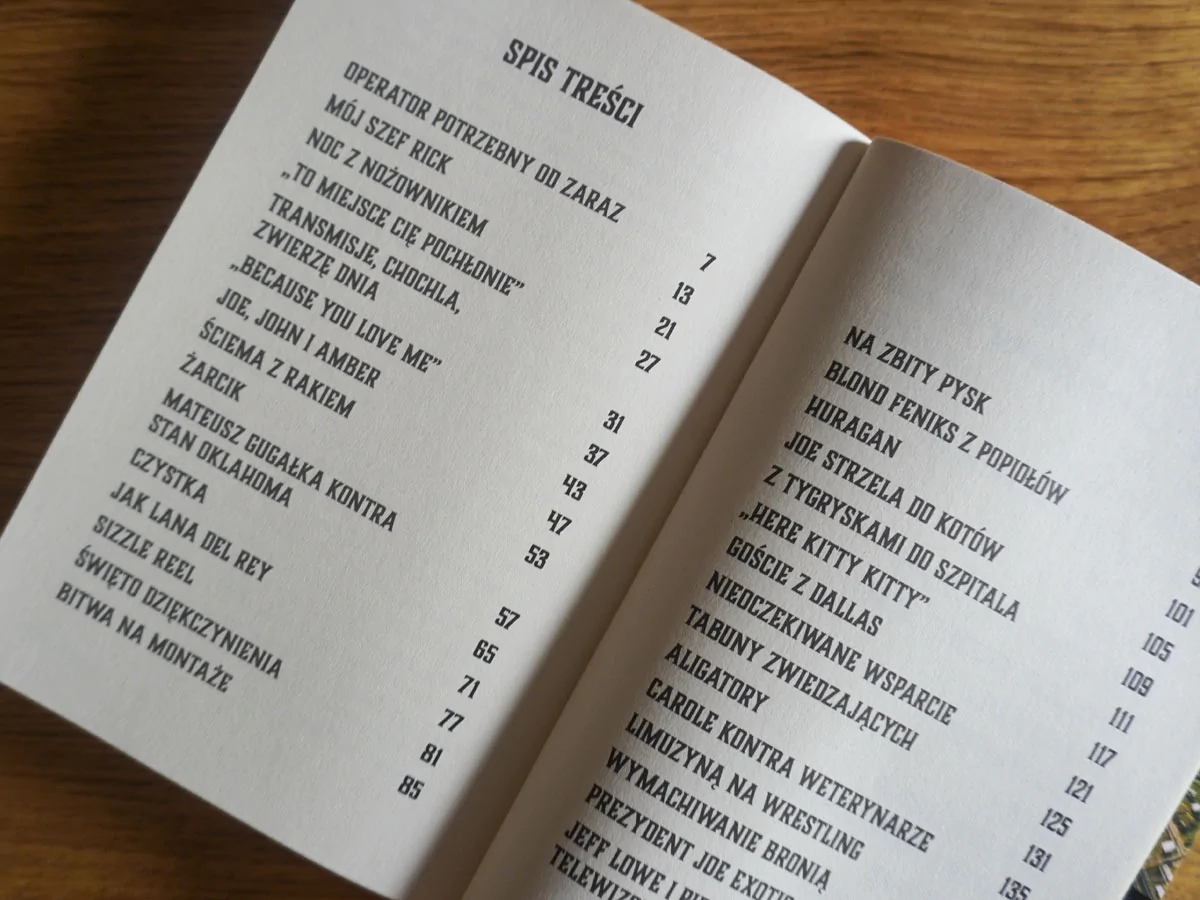 SPIS TREŚCI
OPERATOR POTRZEBNY OD ZARAZ 7
MÓJ SZEF RICK 13
NOC Z NOŻOWNIKIEM 21
„TO MIEJSCE CIĘ POCHŁONIE” 27
TRANSMISJE, CHOCHLA,
ZWIERZĘ DNIA 31
„BECAUSE YOU LOVE ME” 37
JOE, JOHN I AMBER 43
ŚCIEMA Z RAKIEM 47
ŻARCIK 53
MATEUSZ GUGAŁKA KONTRA
STAN OKLAHOMA 57
CZYSTKA 65
JAK LANA DEL REY 71
SIZZLE REEL 77
ŚWIĘTO DZIĘKCZYNIENIA 81
BITWA NA MONTAŻE 85
NA ZBITY PYSK
BLOND FENIKS Z POPIOŁÓW 101
HURAGAN 105
JOE STRZELA DO KOTÓW 109
Z TYGRYSKAMI DO SZPITALA 111
„HERE KITTY KITTY” 117
GOŚCIE Z DALLAS 121
NIEOCZEKIWANE WSPARCIE 125
TABUNY ZWIEDZAJĄCYCH 131
ALIGATORY 135
CAROLE KONTRA WETERYNARZE
LIMUZYNĄ NA WRESTLING
WYMACHIWANIE BRONIĄ
PREZYDENT JOE
JEFF LOWE I